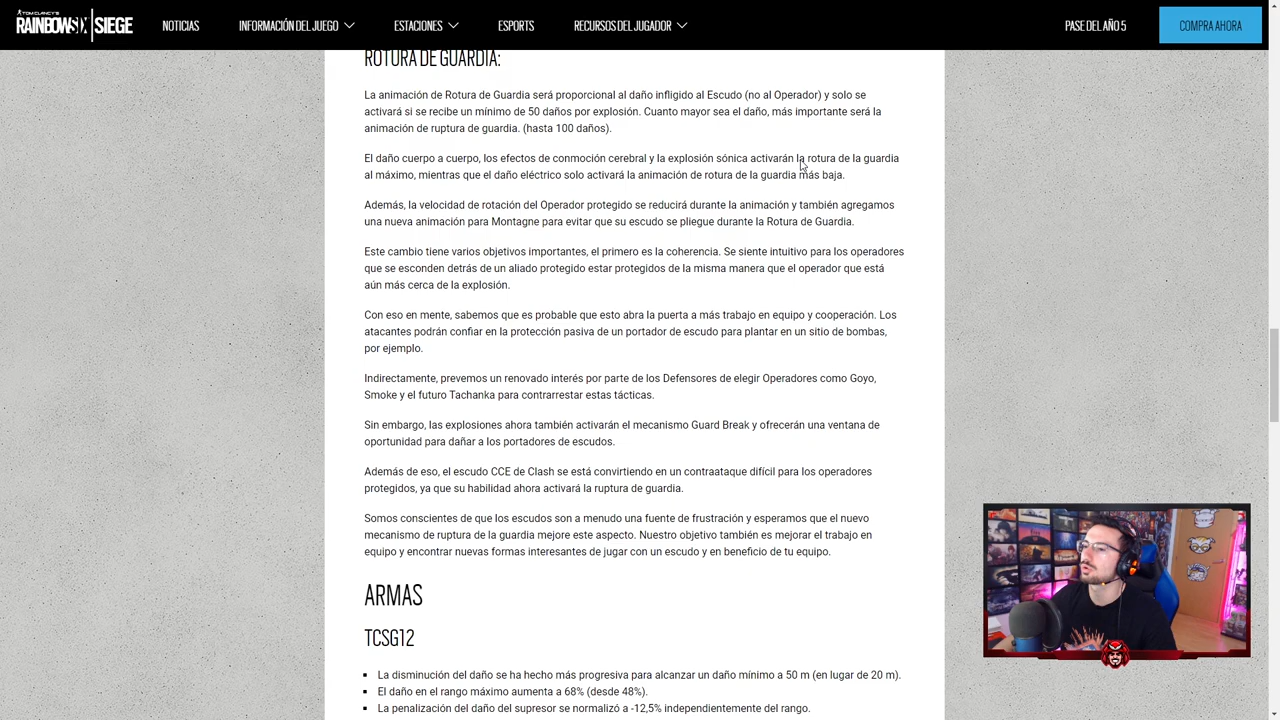 TOM CLANCY'S
RAINBOWSIX SIEGE NOTICIAS INFORMACIÓN DEL JUEGO ESTACIONES ESPORTS RECURSOS DEL JUGADOR PASE DEL AÑO 5 COMPRA AHORA
ROTURA DE GUARDIA:
La animación de Rotura de Guardia será proporcional al daño infligido al Escudo (no al Operador) y solo se
activará si se recibe un mínimo de 50 daños por explosión. Cuanto mayor sea el daño, más importante será la
animación de ruptura de guardia. (hasta 100 daños).
El daño cuerpo a cuerpo, los efectos de conmoción cerebral y la explosión sónica activarán la rotura de la guardia
al máximo, mientras que el daño eléctrico solo activará la animación de rotura de la guardia más baja.
Además, la velocidad de rotación del Operador protegido se reducirá durante la animación y también agregamos
una nueva animación para Montagne para evitar que su escudo se pliegue durante la Rotura de Guardia.
Este cambio tiene varios objetivos importantes, el primero es la coherencia. Se siente intuitivo para los operadores
que se esconden detrás de un aliado protegido estar protegidos de la misma manera que el operador que está
aún más cerca de la explosión.
Con eso en mente, sabemos que es probable que esto abra la puerta a más trabajo en equipo y cooperación. Los
atacantes podrán confiar en la protección pasiva de un portador de escudo para plantar en un sitio de bombas,
por ejemplo.
Indirectamente, prevemos un renovado interés por parte de los Defensores de elegir Operadores como Goyo,
Smoke y el futuro Tachanka para contrarrestar estas tácticas.
Sin embargo, las explosiones ahora también activarán el mecanismo Guard Break y ofrecerán una ventana de
oportunidad para dañar a los portadores de escudos.
Además de eso, el escudo CCE de Clash se está convirtiendo en un contraataque difícil para los operadores
protegidos, ya que su habilidad ahora activará la ruptura de guardia.
Somos conscientes de que los escudos son a menudo una fuente de frustración y esperamos que el nuevo
mecanismo de ruptura de la guardia mejore este aspecto. Nuestro objetivo también es mejorar el trabajo en
equipo y encontrar nuevas formas interesantes de jugar con un escudo y en beneficio de tu equipo.
ARMAS
TCSG12
▪ La disminución del daño se ha hecho más progresiva para alcanzar un daño mínimo a 50 m (en lugar de 20 m).
▪ El daño en el rango máximo aumenta a 68% (desde 48%).
▪ La penalización del daño del supresor se normalizó a -12,5% independientemente del rango.